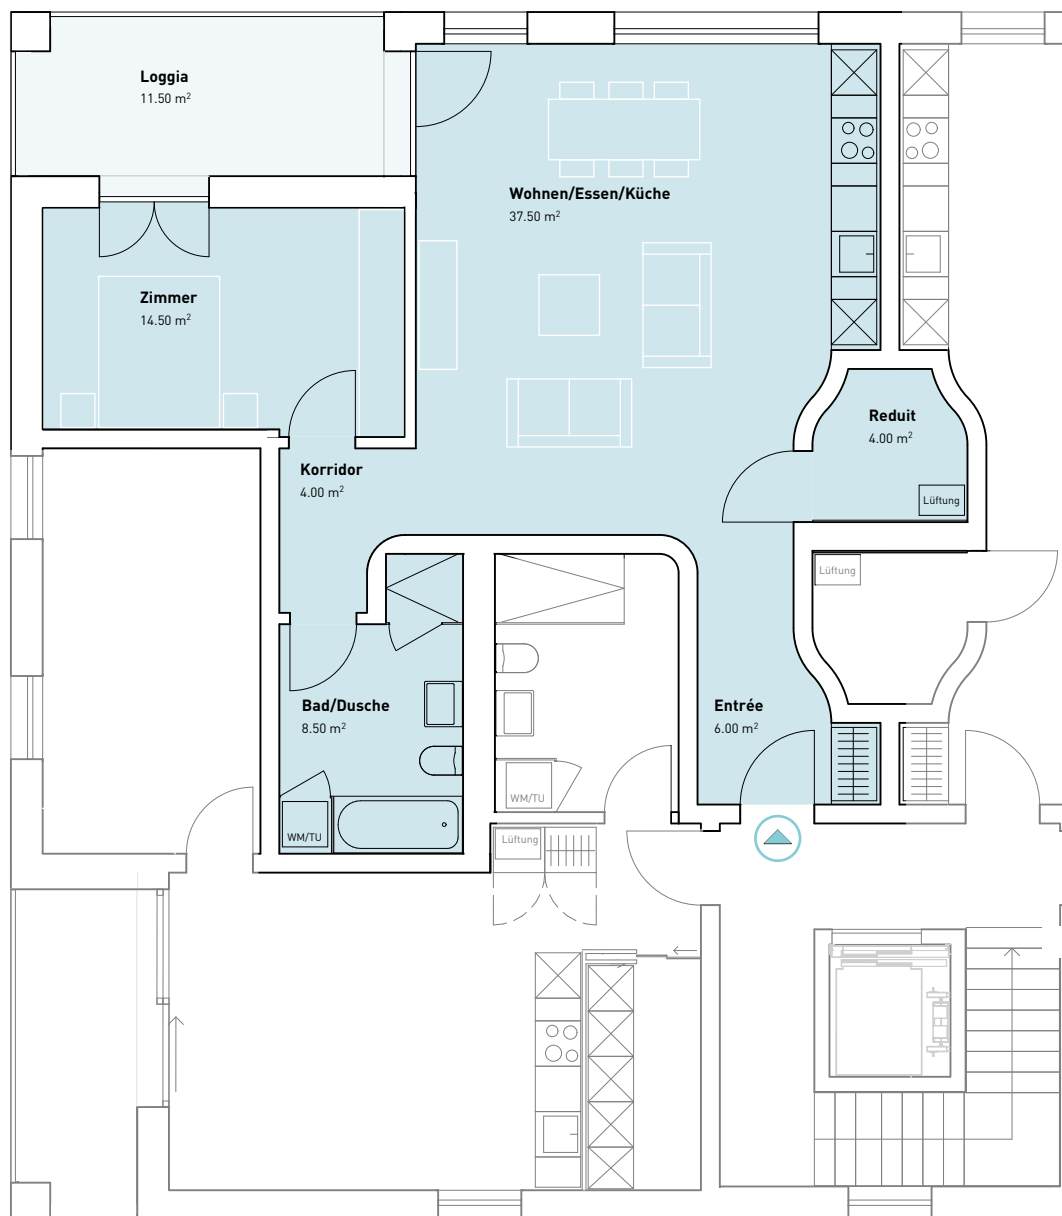 Loggia
11.50 m²
Wohnen/Essen/Küche
37.50 m²
Zimmer
14.50 m²
Reduit
4.00 m²
Korridor
4.00 m²
Lüftung
Lüftung
Bad/Dusche
8.50 m²
Entrée
6.00 m²
WM/TU
WM/TU
Lüftung